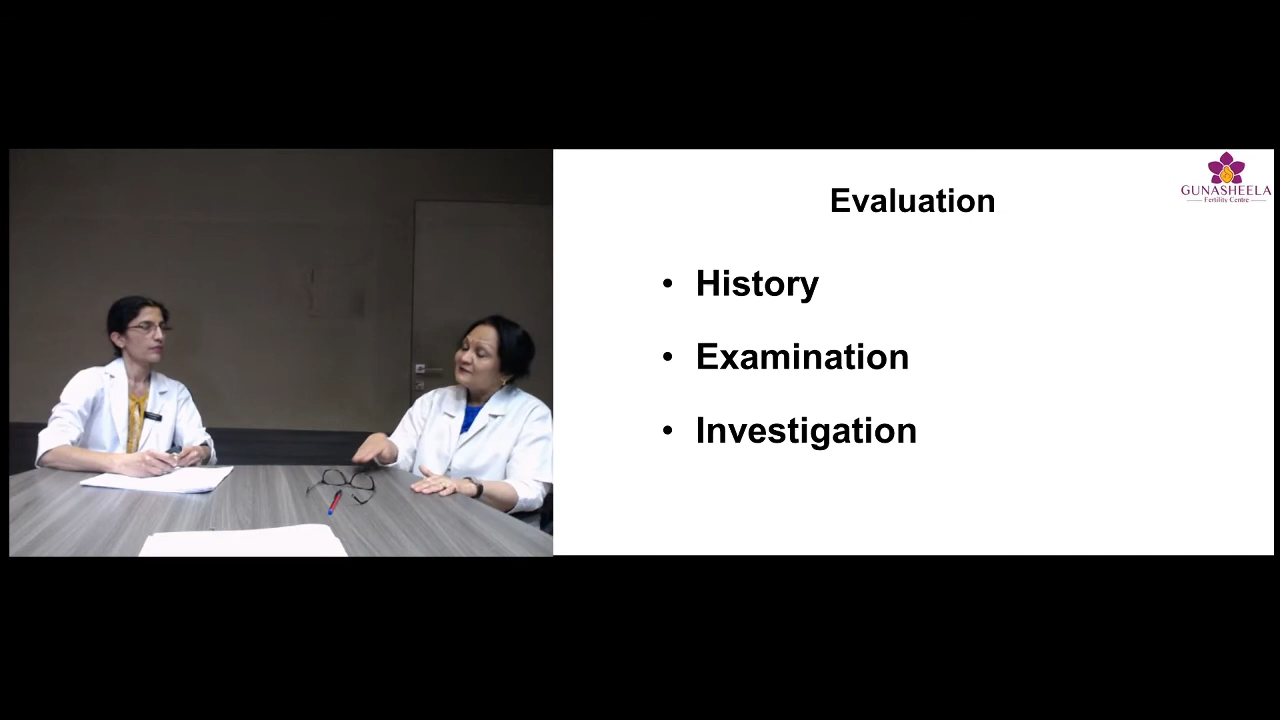 GUNASHEELA
Fertility Centre
Evaluation
• History
• Examination
• Investigation